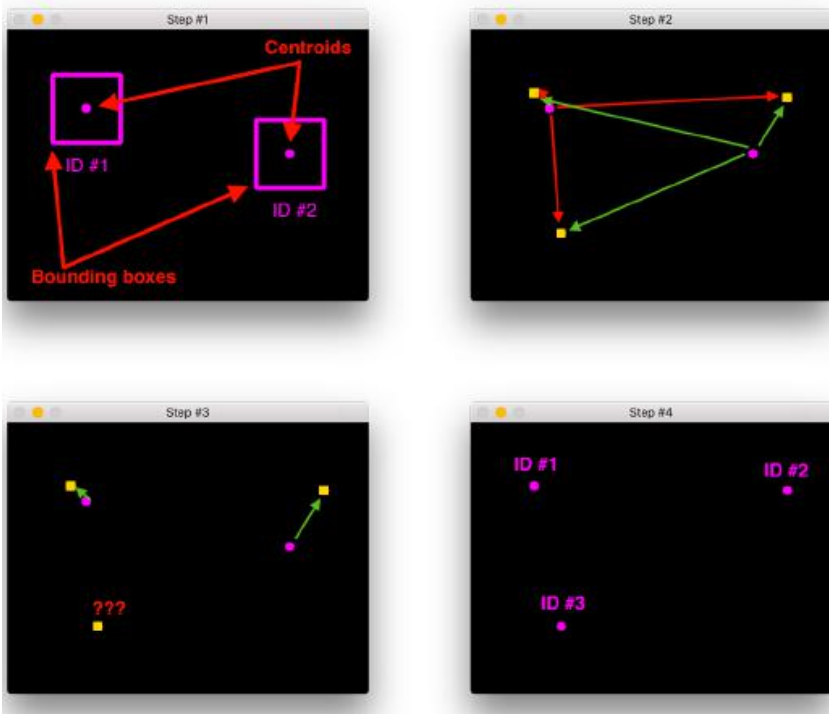 Step #1
Centroids
ID #1
ID #2
Bounding boxes
Step #2
Step #3
???
Step #4
ID #1
ID #2
ID #3